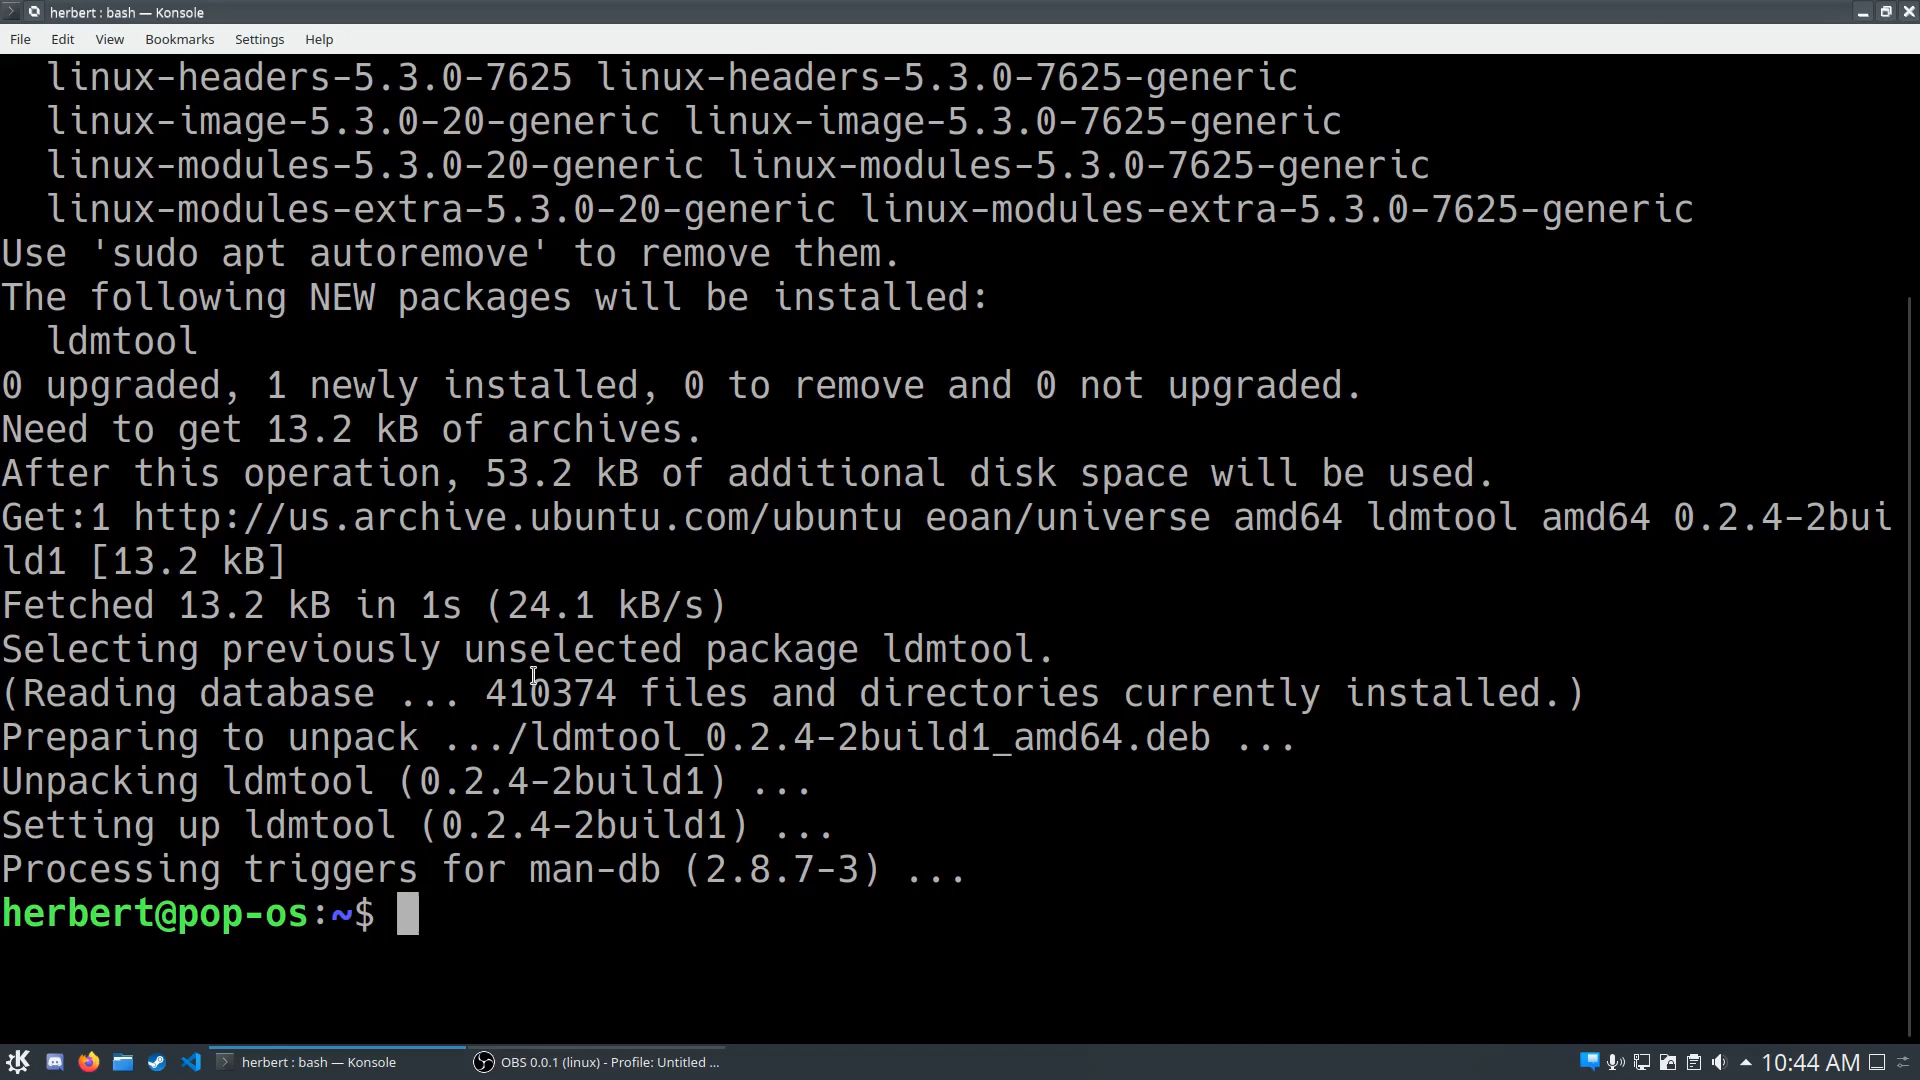 herbert : bash — Konsole
File Edit View Bookmarks Settings Help
linux-headers-5.3.0-7625 linux-headers-5.3.0-7625-generic
linux-image-5.3.0-20-generic linux-image-5.3.0-7625-generic
linux-modules-5.3.0-20-generic linux-modules-5.3.0-7625-generic
linux-modules-extra-5.3.0-20-generic linux-modules-extra-5.3.0-7625-generic
Use 'sudo apt autoremove' to remove them.
The following NEW packages will be installed:
ldmtool
0 upgraded, 1 newly installed, 0 to remove and 0 not upgraded.
Need to get 13.2 kB of archives.
After this operation, 53.2 kB of additional disk space will be used.
Get:1 http://us.archive.ubuntu.com/ubuntu eoan/universe amd64 ldmtool amd64 0.2.4-2bui
ld1 [13.2 kB]
Fetched 13.2 kB in 1s (24.1 kB/s)
Selecting previously unselected package ldmtool.
(Reading database ... 410374 files and directories currently installed.)
Preparing to unpack .../ldmtool_0.2.4-2build1_amd64.deb ...
Unpacking ldmtool (0.2.4-2build1) ...
Setting up ldmtool (0.2.4-2build1) ...
Processing triggers for man-db (2.8.7-3) ...
herbert@pop-os:~$
herbert : bash — Konsole OBS 0.0.1 (linux) - Profile: Untitled ... 10:44 AM